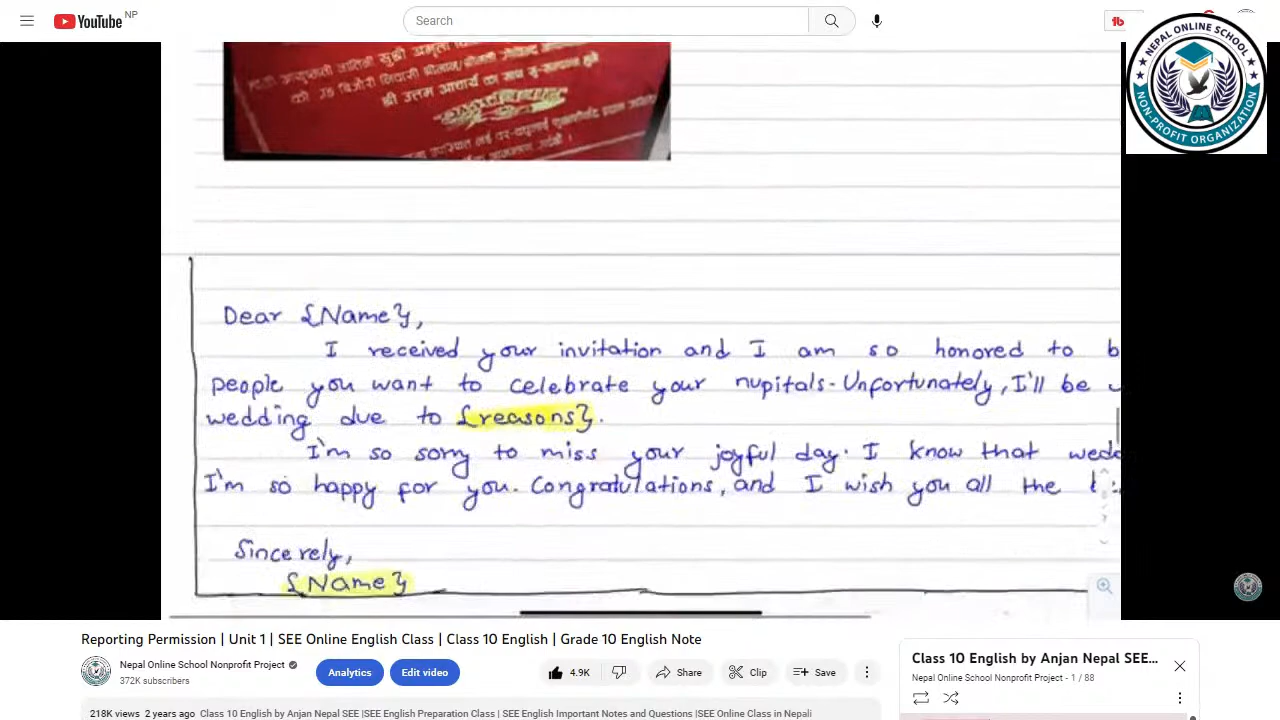 NP
YouTube
Search
NEPAL ONLINE SCHOOL
NON-PROFIT ORGANIZATION
को
निवासी
श्री उत्तम आचार्य का साथ
Dear {Name},
I received your invitation and I am so honored to b
people you want to celebrate your nupitals. Unfortunately, I'll be
wedding due to {reasons}.
I'm so sorry to miss your joyful day. I know that wedd
I'm so happy for you. Congratulations, and I wish you all the
Sincerely,
{Name}
Reporting Permission | Unit 1 | SEE Online English Class | Class 10 English | Grade 10 English Note
Nepal Online School Nonprofit Project
372K subscribers
Analytics
Edit video
4.9K
Share
Clip
Save
218K views 2 years ago Class 10 English by Anjan Nepal SEE |SEE English Preparation Class | SEE English Important Notes and Questions |SEE Online Class in Nepali
Class 10 English by Anjan Nepal SEE...
Nepal Online School Nonprofit Project - 1 / 88